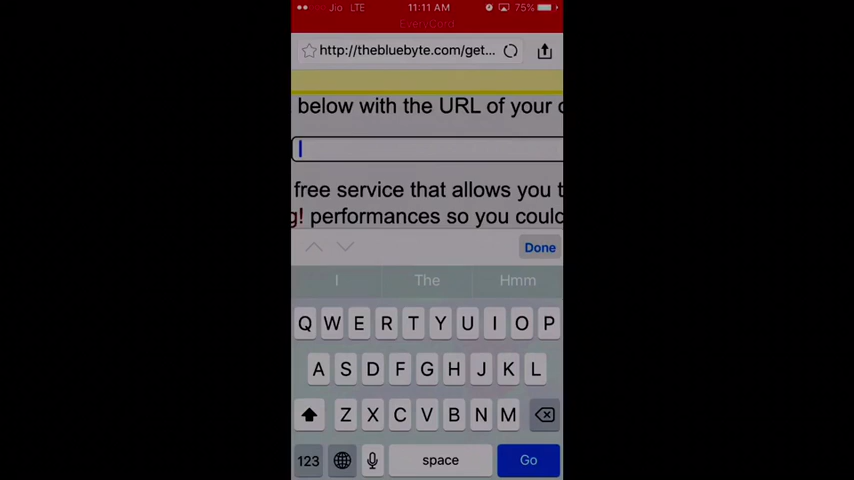 Jio LTE 11:11 AM 75%
EveryCord
http://thebluebyte.com/get...
below with the URL of your
free service that allows you t
g! performances so you could
Done
I The Hmm
Q W E R T Y U I O P
A S D F G H J K L
Z X C V B N M
123 space Go